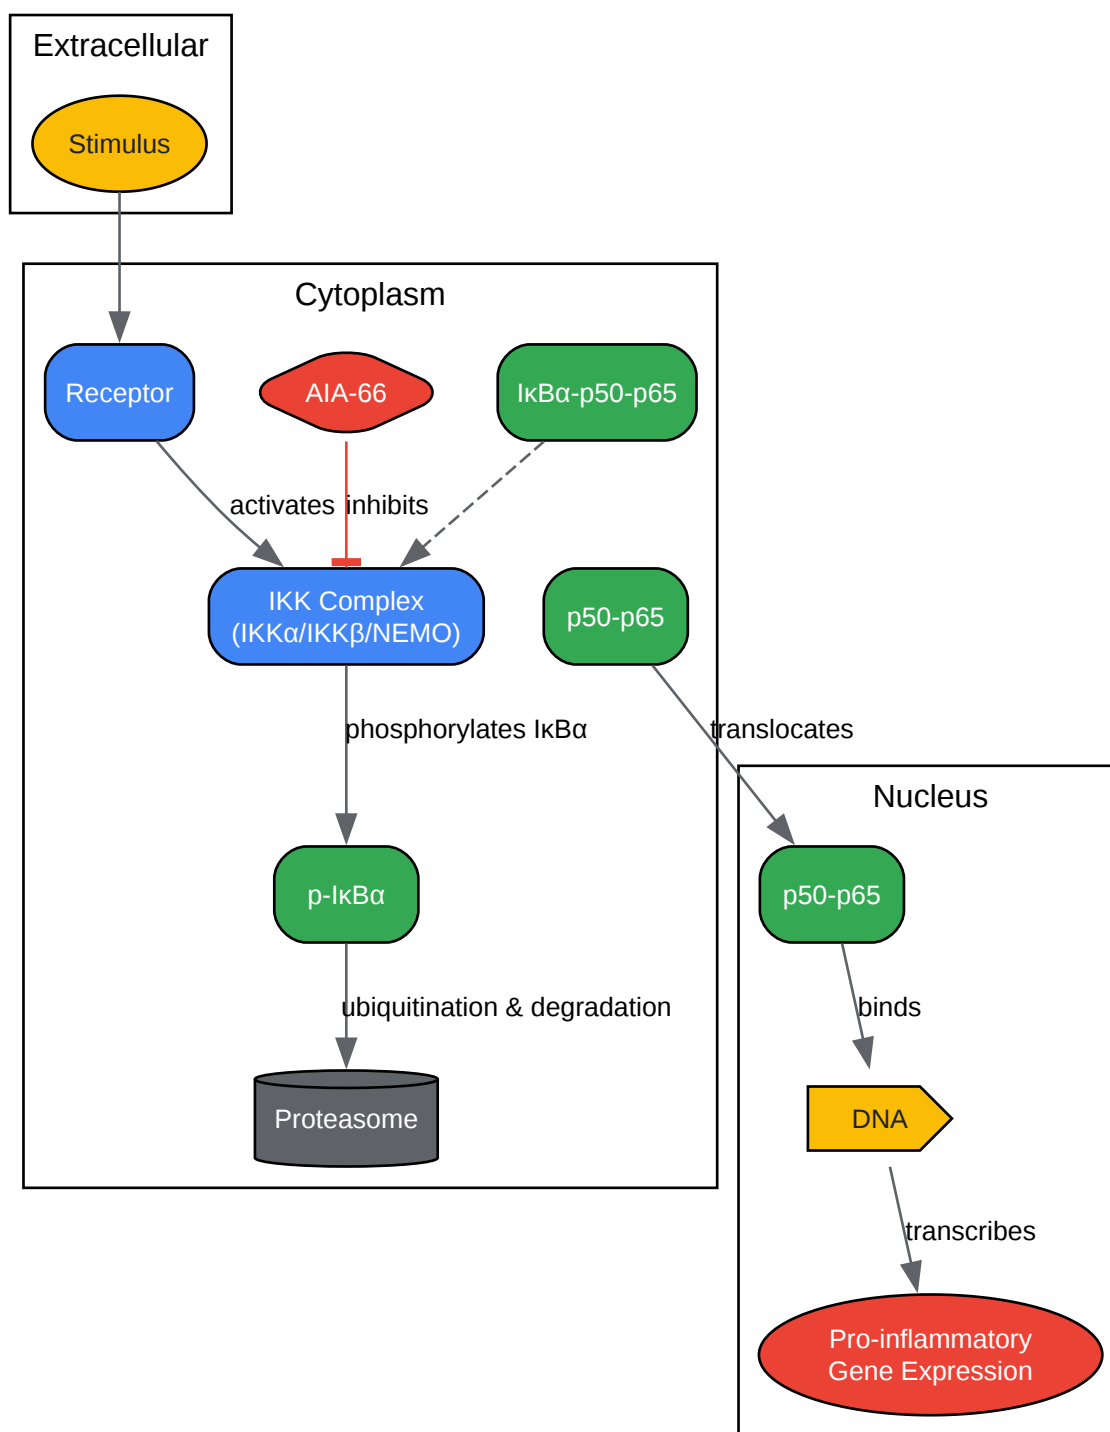 Extracellular
Stimulus
Cytoplasm
Receptor
AIA-66
IκBα-p50-p65
activates
inhibits
IKK Complex
(IKKα/IKKβ/NEMO)
p50-p65
phosphorylates IκBα
translocates
Nucleus
p-IκBα
p50-p65
ubiquitination & degradation
binds
Proteasome
DNA
transcribes
Pro-inflammatory
Gene Expression